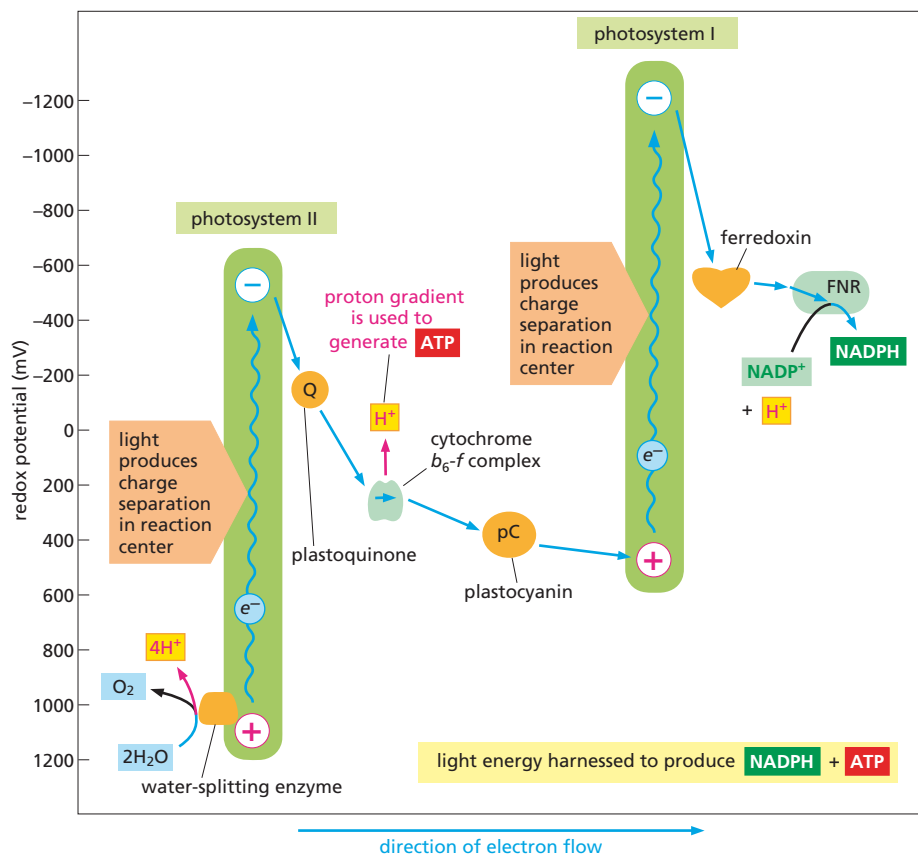 photosystem I
redox potential (mV)
–1200
–1000
–800
–600
–400
–200
0
200
400
600
800
1000
1200
photosystem II
–
+
e–
light
produces
charge
separation
in reaction
center
4H+
O2
2H2O
water-splitting enzyme
Q
plastoquinone
proton gradient
is used to
generate ATP
H+
cytochrome
b6-f complex
pC
plastocyanin
light
produces
charge
separation
in reaction
center
–
e–
+
ferredoxin
FNR
NADP+
+ H+
NADPH
light energy harnessed to produce NADPH + ATP
direction of electron flow